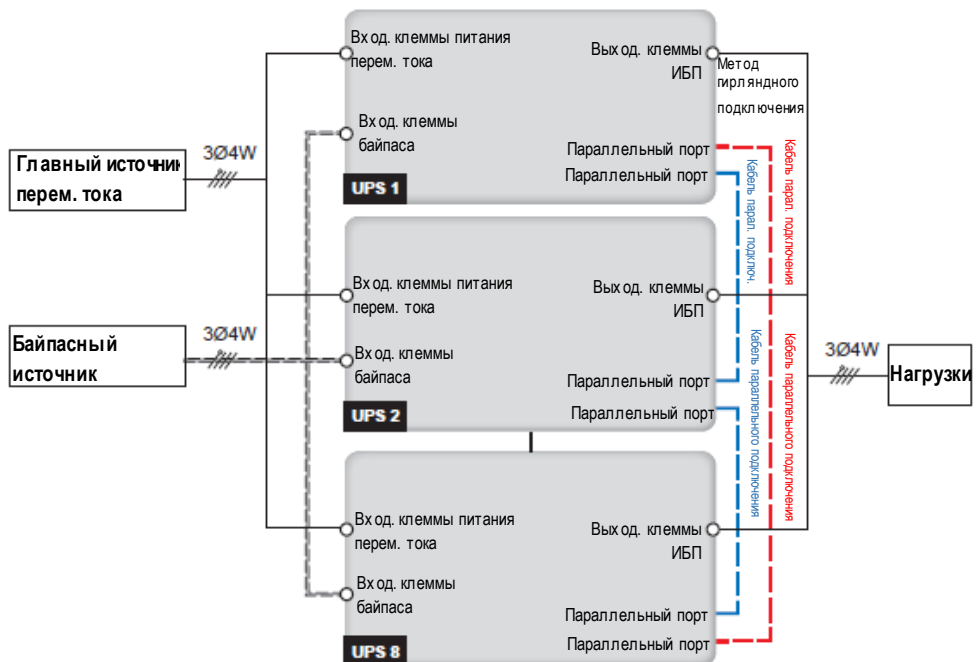 Вход. клеммы питания
перем. тока
Выход. клеммы
ИБП
Метод
гирляндного
подключения
Вход. клеммы
байпаса
Параллельный порт
Параллельный порт
UPS 1
3Ø4W
Главный источник
перем. тока
Кабель парал. подключ.
Кабель парал. подключения
Вход. клеммы питания
перем. тока
Выход. клеммы
ИБП
3Ø4W
Байпасный
источник
Вход. клеммы
байпаса
Параллельный порт
Параллельный порт
UPS 2
Кабель параллельного подключения
Кабель параллельного подключения
3Ø4W
Нагрузки
Вход. клеммы питания
перем. тока
Выход. клеммы
ИБП
Вход. клеммы
байпаса
Параллельный порт
Параллельный порт
UPS 8